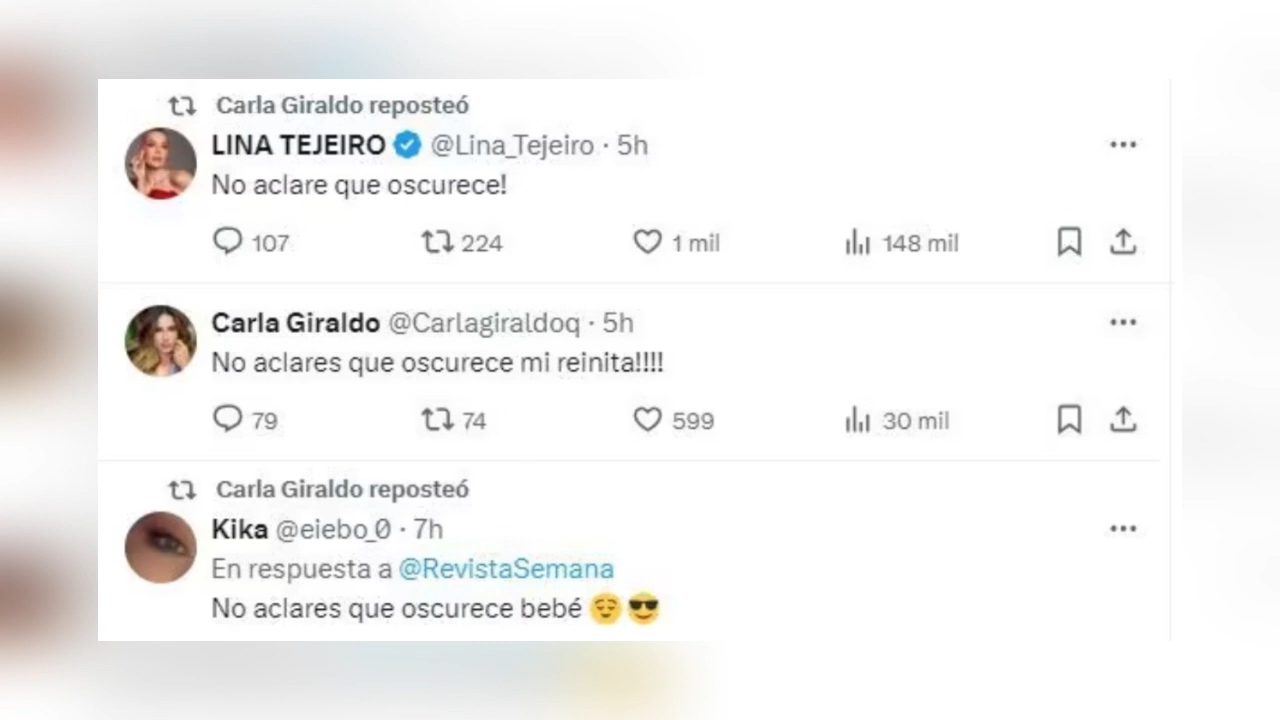 Carla Giraldo reposteó
LINA TEJEIRO @Lina_Tejeiro · 5h
No aclare que oscurece!
107 224 1 mil 148 mil
Carla Giraldo @Carlagiraldoq · 5h
No aclares que oscurece mi reinita!!!!
79 74 599 30 mil
Carla Giraldo reposteó
Kika @eiebo_0 · 7h
En respuesta a @RevistaSemana
No aclares que oscurece bebé 😌😎